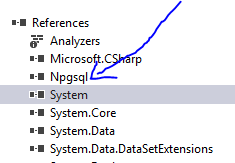 References
Analyzers
Microsoft.CSharp
Npgsql
System
System.Core
System.Data
System.Data.DataSetExtensions